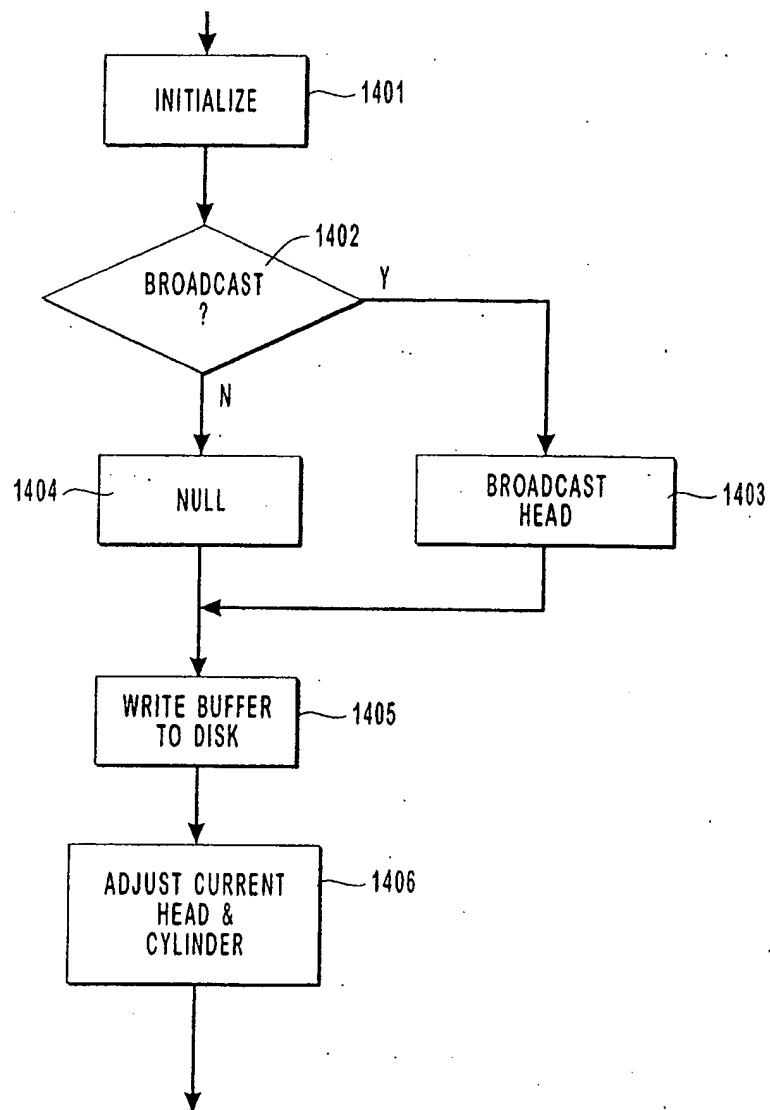 INITIALIZE
1401
BROADCAST
?
1402
Y
N
NULL
1404
BROADCAST
HEAD
1403
WRITE BUFFER
TO DISK
1405
ADJUST CURRENT
HEAD &
CYLINDER
1406